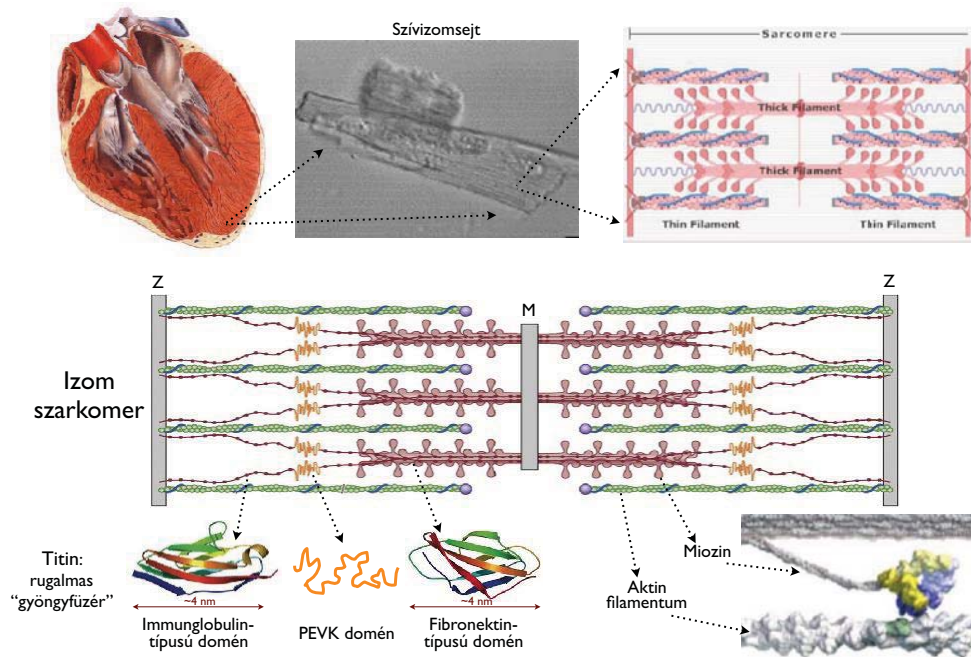 Szívizomsejt
Sarcomere
Thick Filament
Thick Filament
Thin Filament
Thin Filament
Z
M
Z
Izom
szarkomer
Titin:
rugalmas
“gyöngyfüzér”
~4 nm
Immunglobulin-
típusú domén
PEVK domén
~4 nm
Fibronektin-
típusú domén
Miozin
Aktin
filamentum